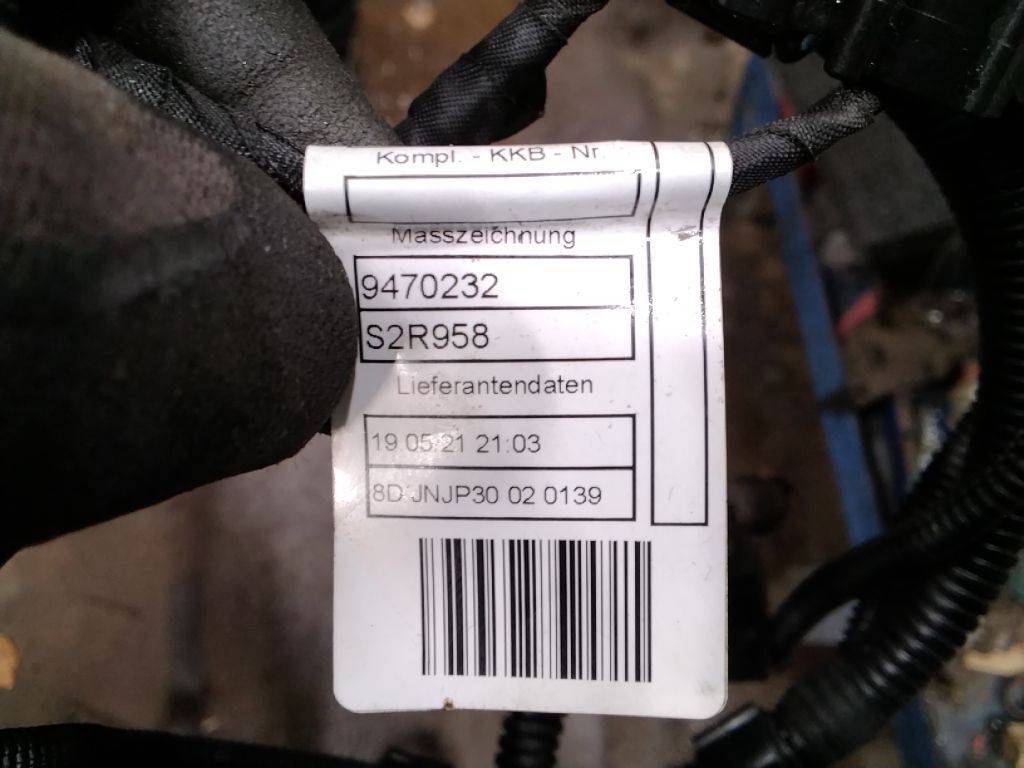 Kompl. - KKB - Nr.
Masszeichnung
9470232
S2R958
Lieferantendaten
19 05 21 21:03
8D JNJP30 02 0139